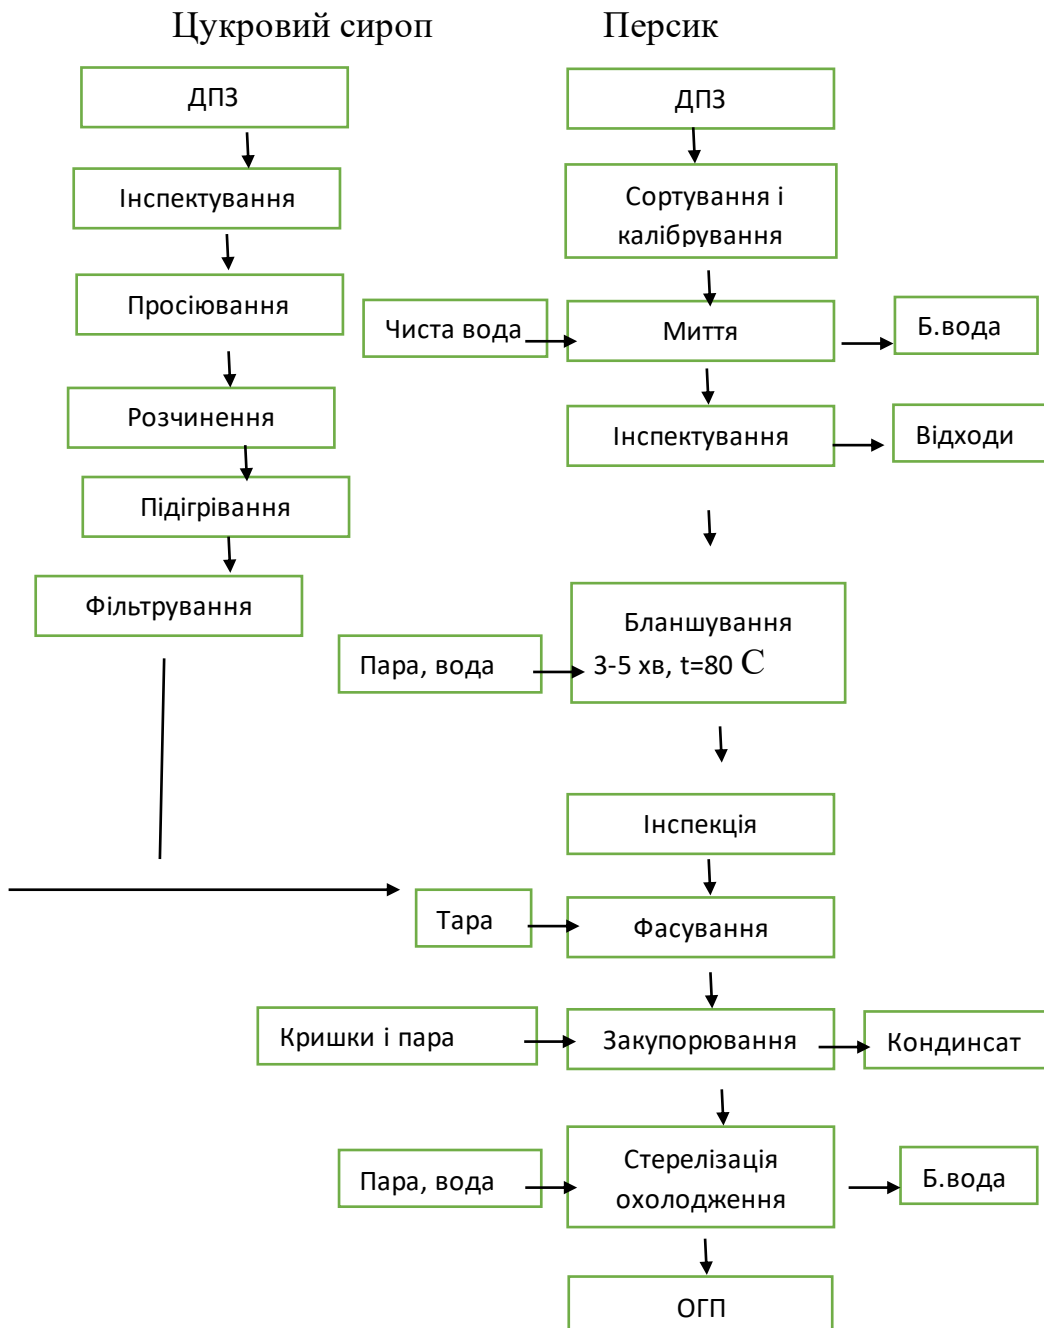 Цукровий сироп
Персик
ДПЗ
Інспектування
Просіювання
Розчинення
Підігрівання
Фільтрування
ДПЗ
Сортування і
калібрування
Чиста вода
Миття
Б.вода
Інспектування
Відходи
Пара, вода
Бланшування
3-5 хв, t=80 С
Інспекція
Тара
Фасування
Кришки і пара
Закупорювання
Кондинсат
Пара, вода
Стерелізація
охолодження
Б.вода
ОГП